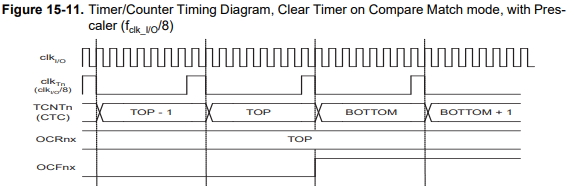 Figure 15-11. Timer/Counter Timing Diagram, Clear Timer on Compare Match mode, with Pres-
caler (fclk_I/O/8)
clkI/O
clkTn
(clkI/O/8)
TCNTn
(CTC)
TOP - 1
TOP
BOTTOM
BOTTOM + 1
OCRnx
TOP
OCFnx